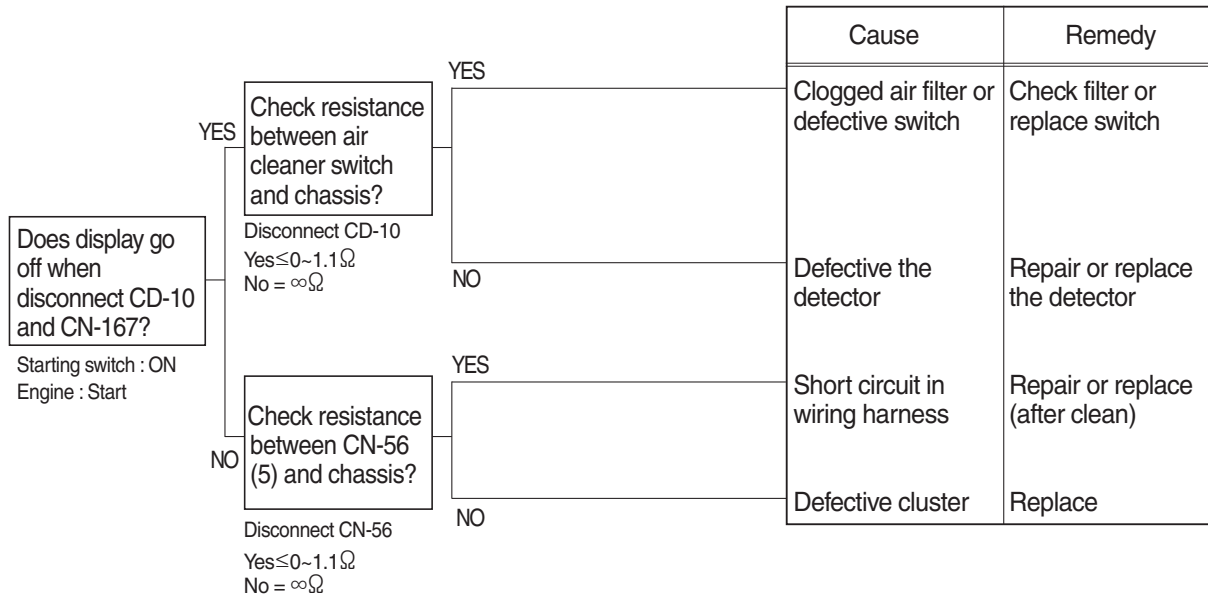 Does display go
off when
disconnect CD-10
and CN-167?
Starting switch : ON
Engine : Start
YES
Check resistance
between air
cleaner switch
and chassis?
Disconnect CD-10
Yes≤0~1.1Ω
No = ∞Ω
NO
Check resistance
between CN-56
(5) and chassis?
Disconnect CN-56
Yes≤0~1.1Ω
No = ∞Ω
Cause
Remedy
YES
Clogged air filter or
defective switch
Check filter or
replace switch
NO
Defective the
detector
Repair or replace
the detector
YES
Short circuit in
wiring harness
Repair or replace
(after clean)
NO
Defective cluster
Replace